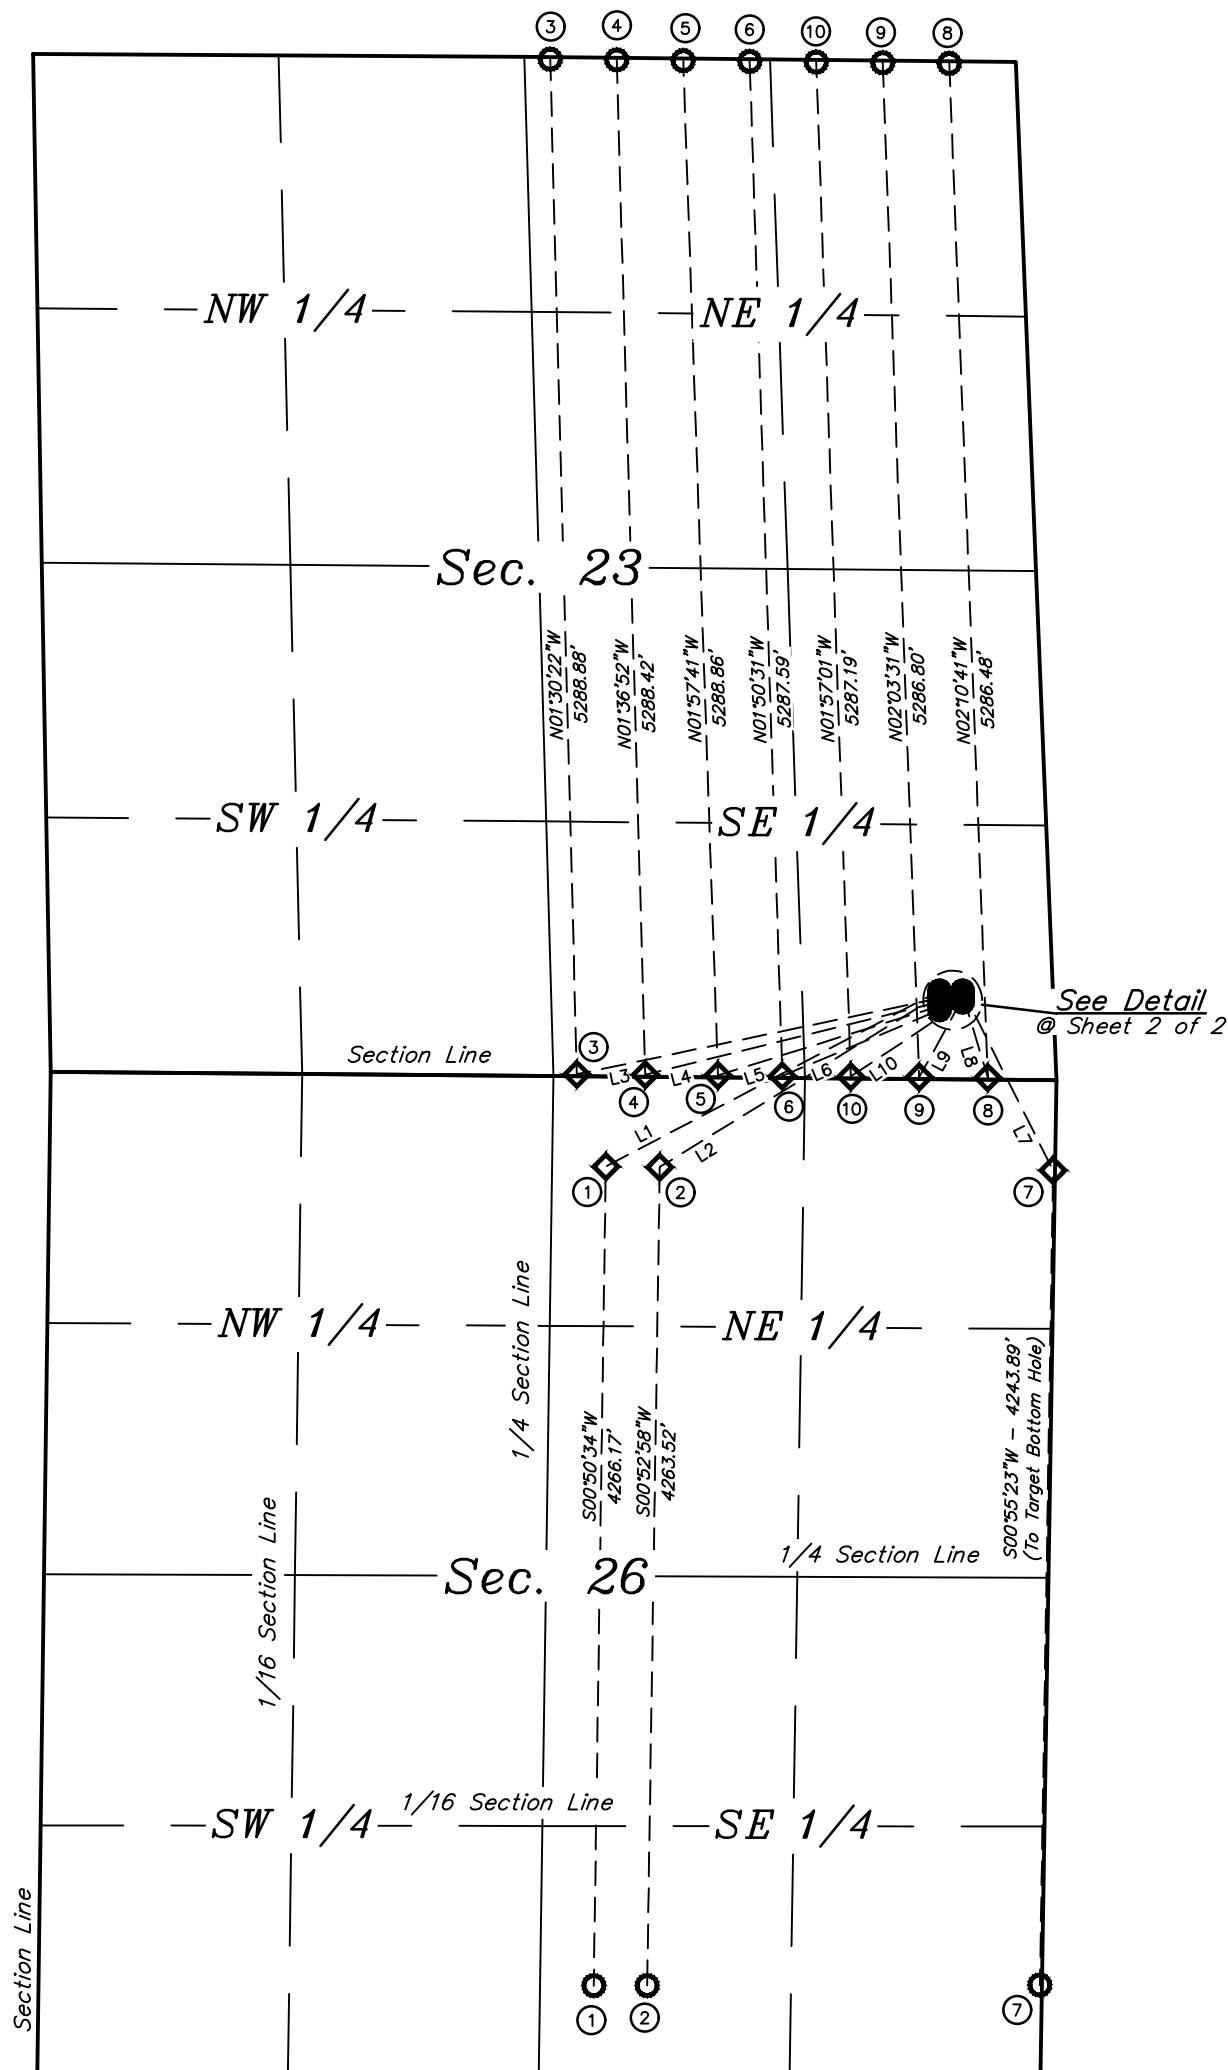 3
4
5
6
10
9
8
NW 1/4
NE 1/4
Sec. 23
N01°30'22"W
5288.88'
N01°36'52"W
5288.42'
N01°57'41"W
5288.86'
N01°50'31"W
5287.59'
N01°57'01"W
5287.19'
N02°03'31"W
5286.80'
N02°10'41"W
5286.48'
SW 1/4
SE 1/4
See Detail
@ Sheet 2 of 2
Section Line
3
L3
L4
L5
L6
L10
L9
L8
4
5
6
10
9
8
L1
L2
L7
1
2
7
1/4 Section Line
NW 1/4
NE 1/4
S00°50'34"W
4266.17'
S00°52'58"W
4263.52'
S00°55'23"W - 4243.89'
(To Target Bottom Hole)
1/16 Section Line
1/4 Section Line
Sec. 26
1/16 Section Line
SW 1/4
SE 1/4
Section Line
1
2
7